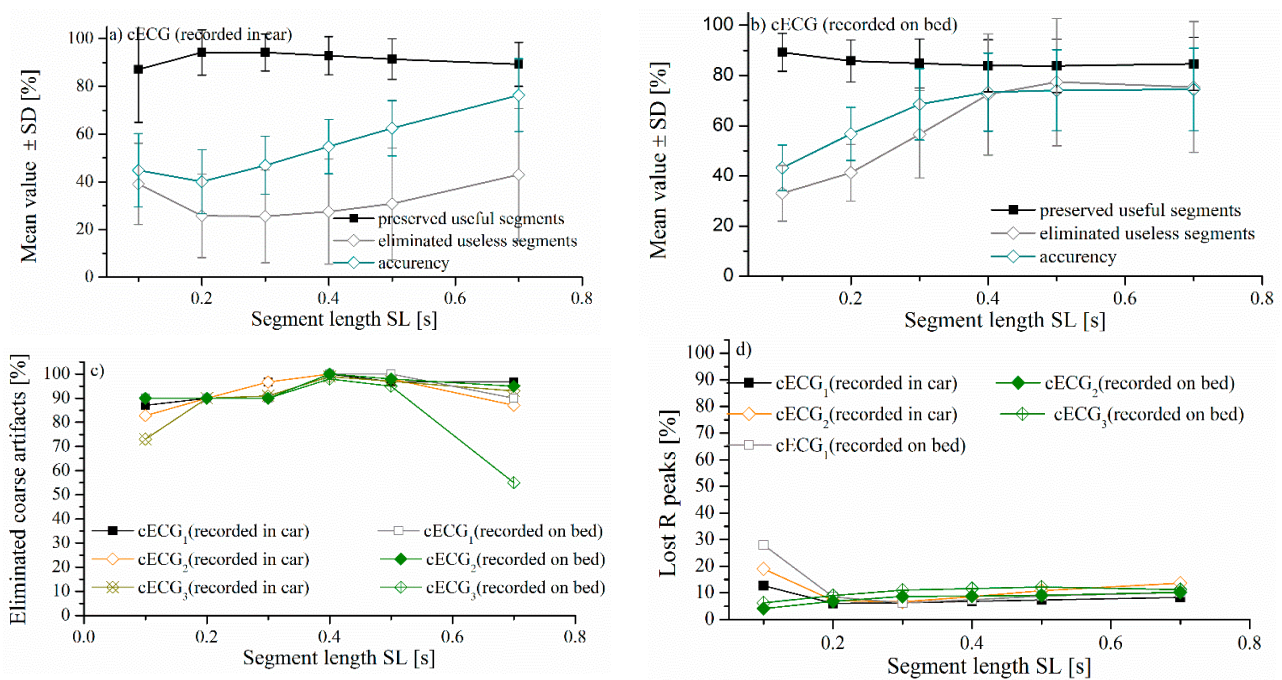 a) cECG (recorded in car)
Mean value ± SD [%]
100
80
60
40
20
0
preserved useful segments
eliminated useless segments
accurency
0.2
0.4
0.6
0.8
Segment length SL [s]
b) cECG (recorded on bed)
Mean value ± SD [%]
100
80
60
40
20
0
preserved useful segments
eliminated useless segments
accurency
0.2
0.4
0.6
0.8
Segment length SL [s]
c)
Eliminated coarse artifacts [%]
100
90
80
70
60
50
40
30
20
10
0
cECG₁(recorded in car)
cECG₁(recorded on bed)
cECG₂(recorded in car)
cECG₂(recorded on bed)
cECG₃(recorded in car)
cECG₃(recorded on bed)
0.0
0.2
0.4
0.6
0.8
Segment length SL [s]
d)
Lost R peaks [%]
100
90
80
70
60
50
40
30
20
10
0
cECG₁(recorded in car)
cECG₂(recorded on bed)
cECG₂(recorded in car)
cECG₃(recorded on bed)
cECG₁(recorded on bed)
0.2
0.4
0.6
0.8
Segment length SL [s]